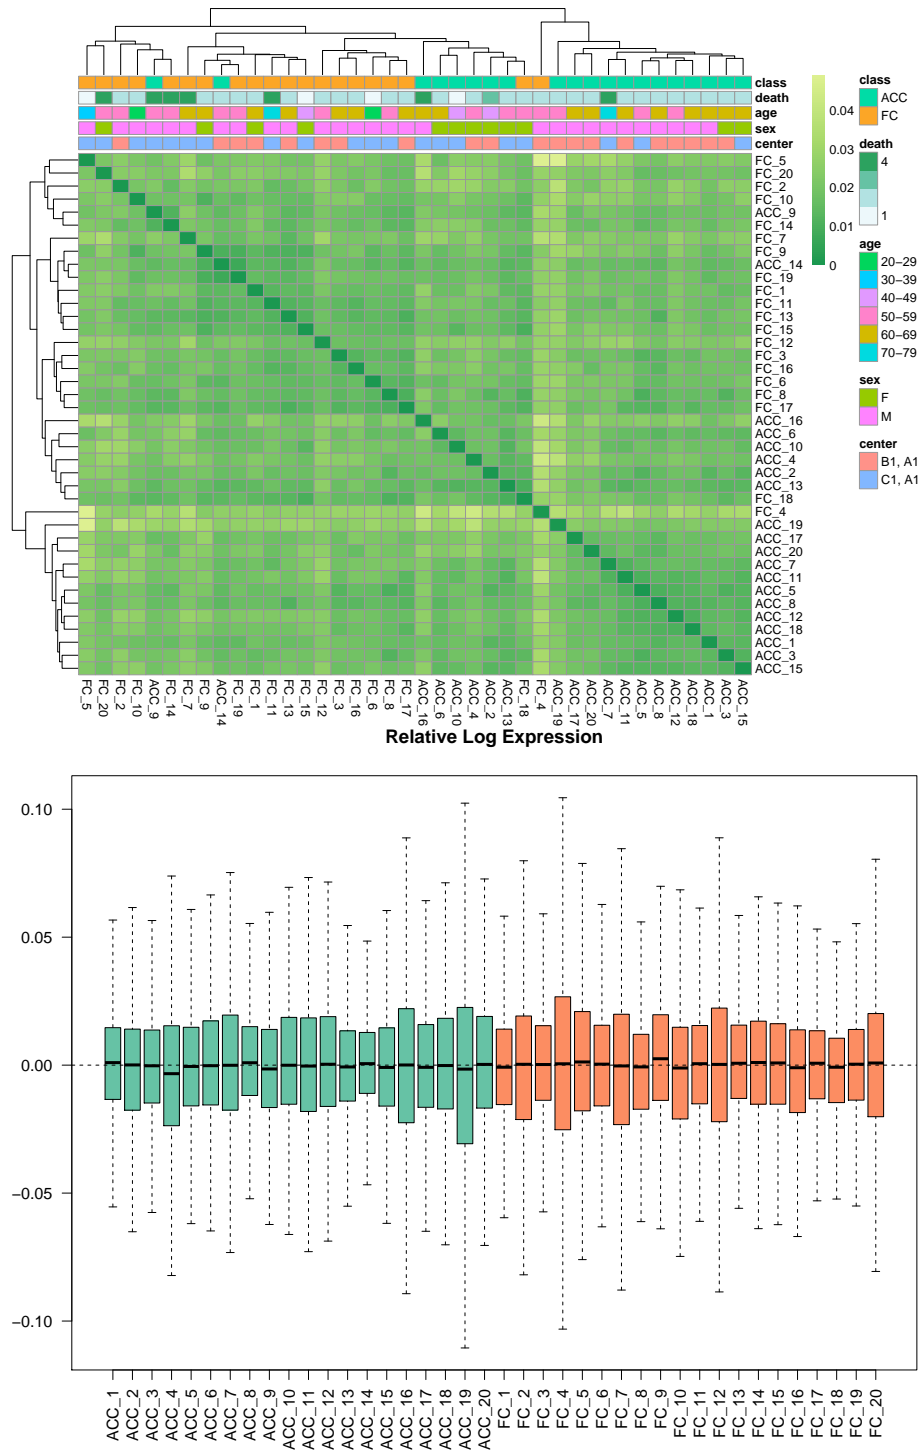 class
death
age
sex
center
FC_5
FC_20
FC_2
FC_10
ACC_9
FC_14
FC_7
FC_9
ACC_14
FC_19
FC_1
FC_11
FC_13
FC_15
FC_12
FC_3
FC_16
FC_6
FC_8
FC_17
ACC_16
ACC_6
ACC_10
ACC_4
ACC_2
ACC_13
FC_18
FC_4
ACC_19
ACC_17
ACC_20
ACC_7
ACC_11
ACC_5
ACC_8
ACC_12
ACC_18
ACC_1
ACC_3
ACC_15
FC_5
FC_20
FC_2
FC_10
ACC_9
FC_14
FC_7
FC_9
ACC_14
FC_19
FC_1
FC_11
FC_13
FC_15
FC_12
FC_3
FC_16
FC_6
FC_8
FC_17
ACC_16
ACC_6
ACC_10
ACC_4
ACC_2
ACC_13
FC_18
FC_4
ACC_19
ACC_17
ACC_20
ACC_7
ACC_11
ACC_5
ACC_8
ACC_12
ACC_18
ACC_1
ACC_3
ACC_15
0.04
0.03
0.02
0.01
0
class
ACC
FC
death
4
1
age
20−29
30−39
40−49
50−59
60−69
70−79
sex
F
M
center
B1, A1
C1, A1
Relative Log Expression
0.10
0.05
0.00
−0.05
−0.10
ACC_1
ACC_2
ACC_3
ACC_4
ACC_5
ACC_6
ACC_7
ACC_8
ACC_9
ACC_10
ACC_11
ACC_12
ACC_13
ACC_14
ACC_15
ACC_16
ACC_17
ACC_18
ACC_19
ACC_20
FC_1
FC_2
FC_3
FC_4
FC_5
FC_6
FC_7
FC_8
FC_9
FC_10
FC_11
FC_12
FC_13
FC_14
FC_15
FC_16
FC_17
FC_18
FC_19
FC_20